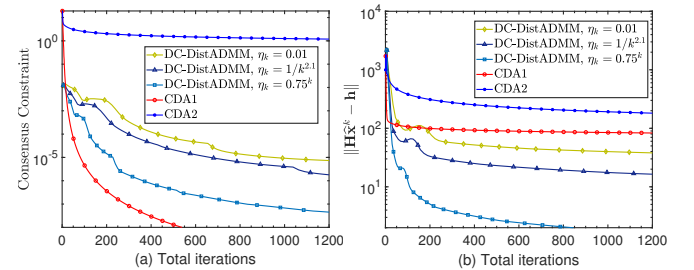 Consensus Constraint
10^0
10^-5
DC-DistADMM, η_k = 0.01
DC-DistADMM, η_k = 1/k^2.1
DC-DistADMM, η_k = 0.75^k
CDA1
CDA2
0 200 400 600 800 1000 1200
(a) Total iterations
‖Hx̂^k − h‖
10^4
10^3
10^2
10^1
DC-DistADMM, η_k = 0.01
DC-DistADMM, η_k = 1/k^2.1
DC-DistADMM, η_k = 0.75^k
CDA1
CDA2
0 200 400 600 800 1000 1200
(b) Total iterations